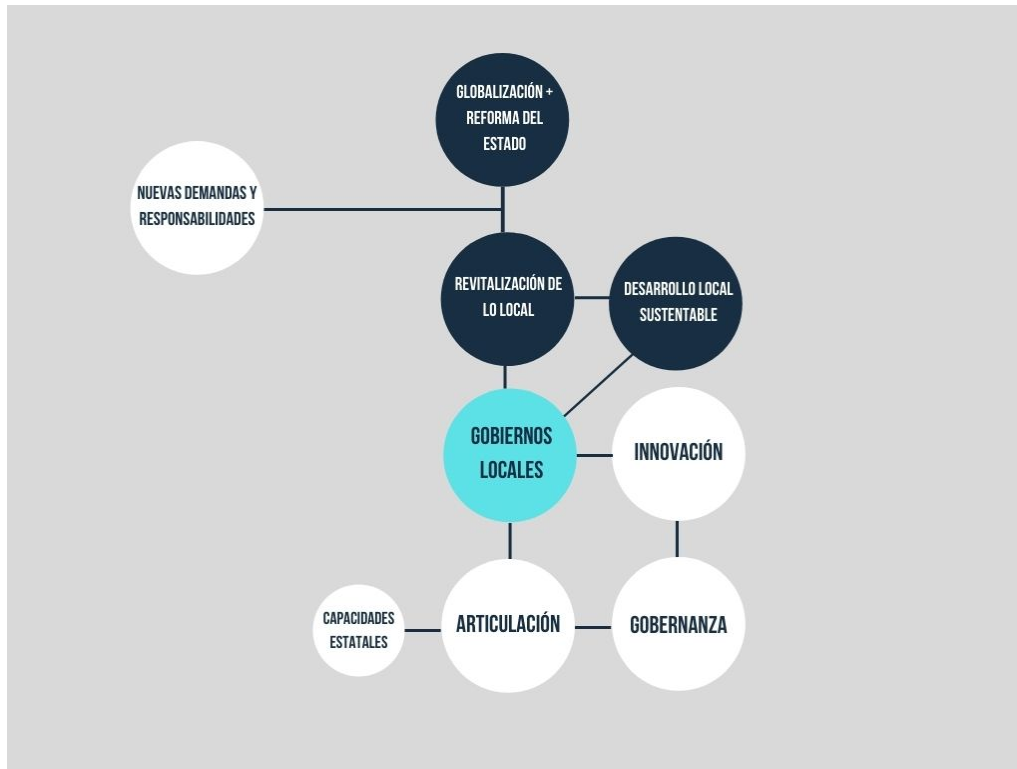 GLOBALIZACIÓN +
REFORMA DEL
ESTADO
NUEVAS DEMANDAS Y
RESPONSABILIDADES
REVITALIZACIÓN DE
LO LOCAL
DESARROLLO LOCAL
SUSTENTABLE
GOBIERNOS
LOCALES
INNOVACIÓN
CAPACIDADES
ESTATALES
ARTICULACIÓN
GOBERNANZA